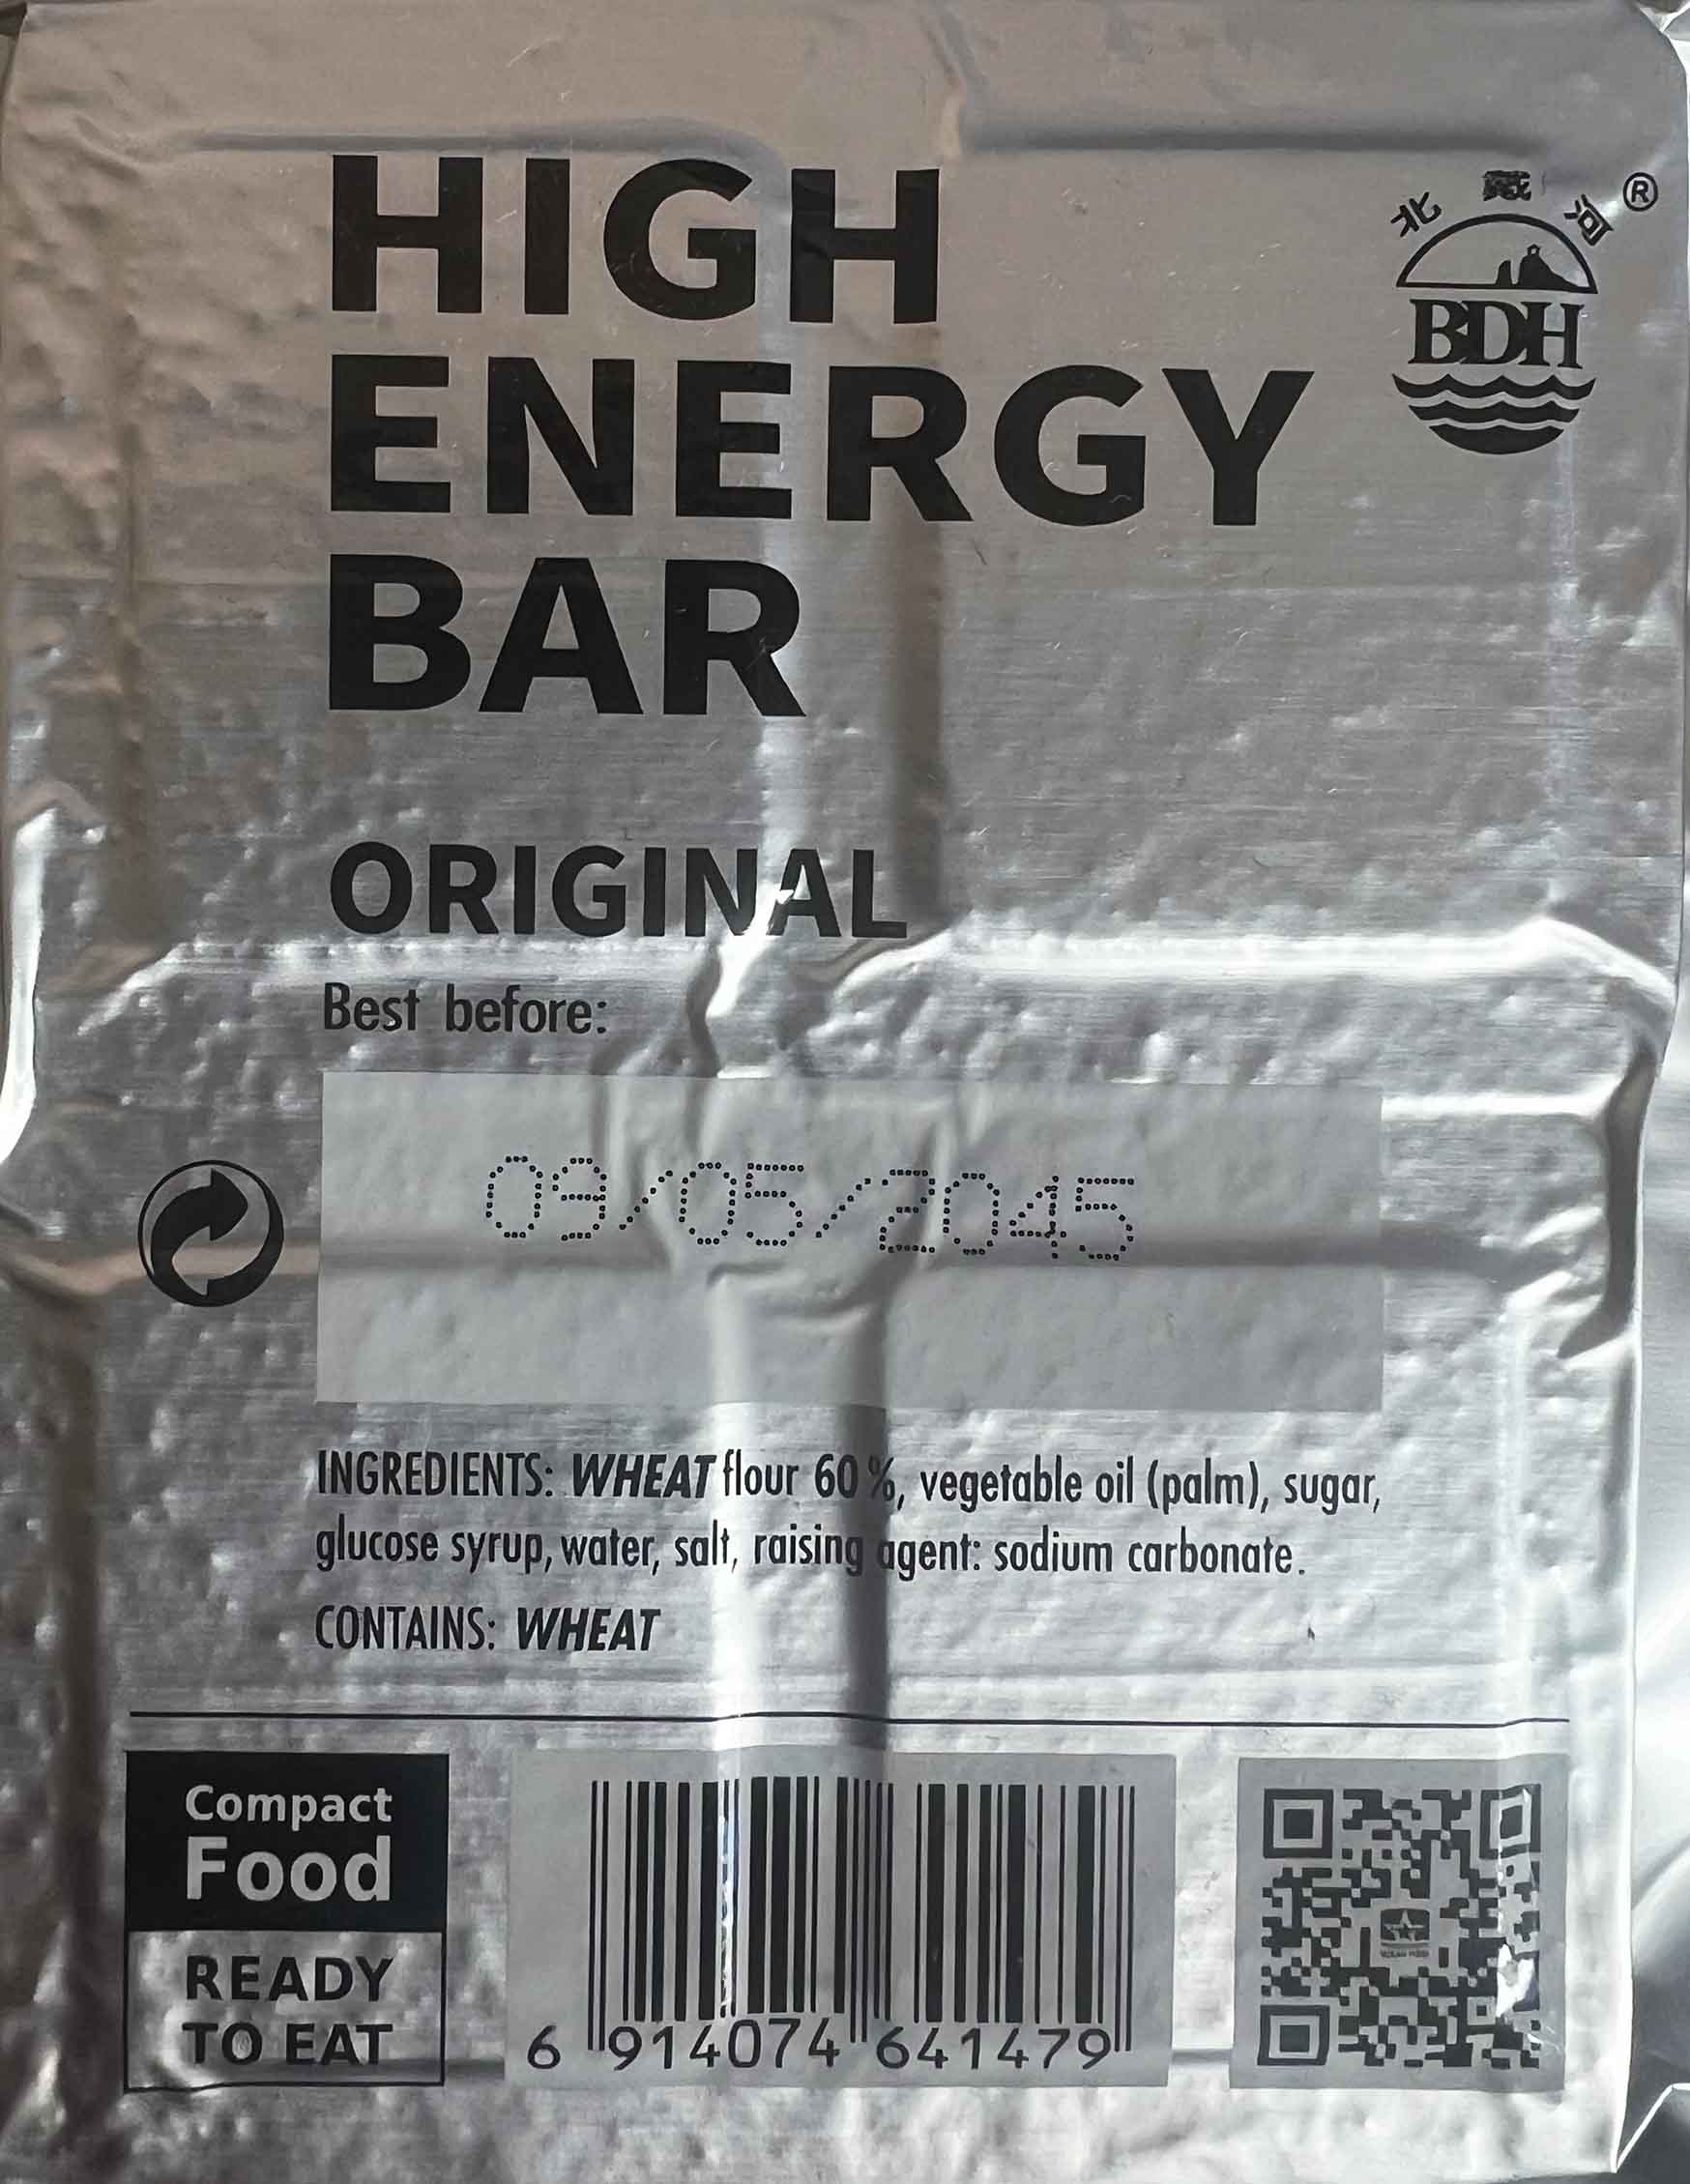 HIGH
ENERGY
BAR
北戴河®
BDH
ORIGINAL
Best before:
09/05/2045
INGREDIENTS: WHEAT flour 60 %, vegetable oil (palm), sugar,
glucose syrup, water, salt, raising agent: sodium carbonate.
CONTAINS: WHEAT
Compact
Food
READY
TO EAT
6 914074 641479